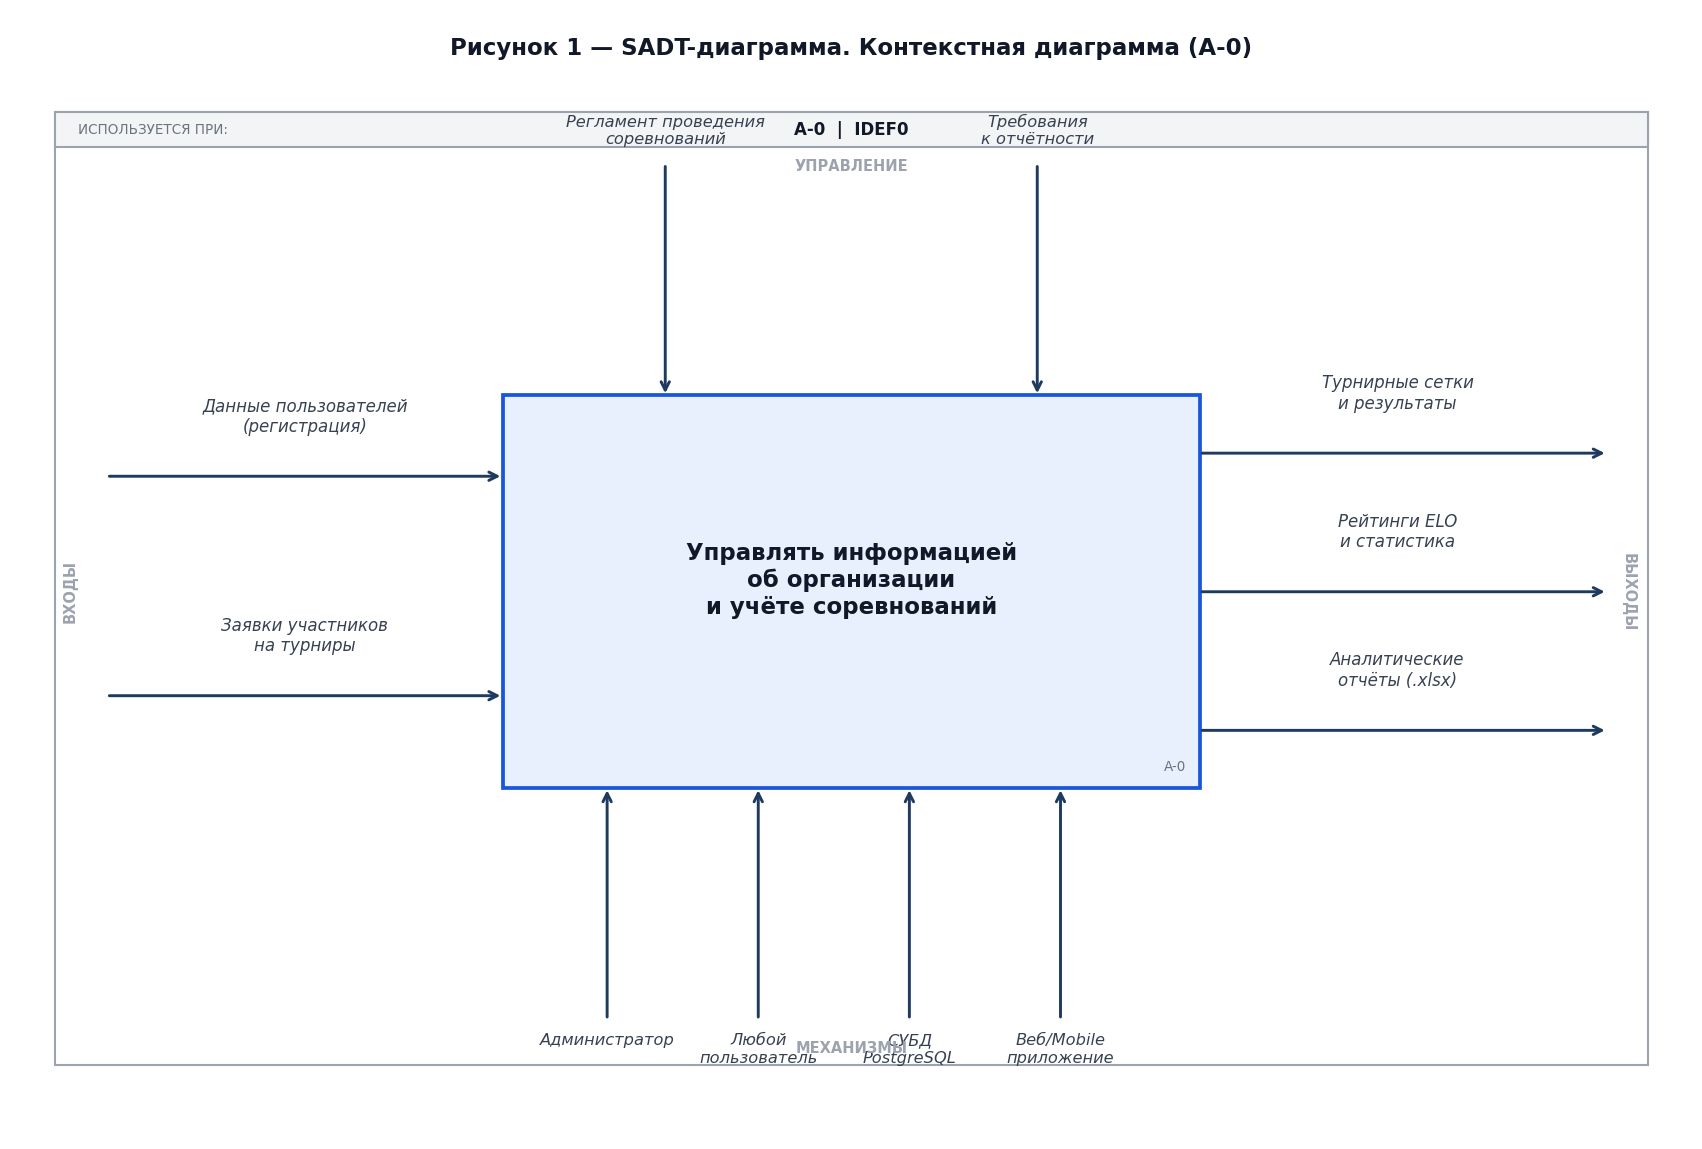 Рисунок 1 — SADT-диаграмма. Контекстная диаграмма (А-0)
ИСПОЛЬЗУЕТСЯ ПРИ:
Регламент проведения
соревнований
А-0 | IDEF0
Требования
к отчётности
УПРАВЛЕНИЕ
Данные пользователей
(регистрация)
Заявки участников
на турниры
ВХОДЫ
Управлять информацией
об организации
и учёте соревнований
А-0
Турнирные сетки
и результаты
Рейтинги ELO
и статистика
Аналитические
отчёты (.xlsx)
ВЫХОДЫ
Администратор
Любой
пользователь
МЕХАНИЗМЫ
СУБД
PostgreSQL
Веб/Mobile
приложение